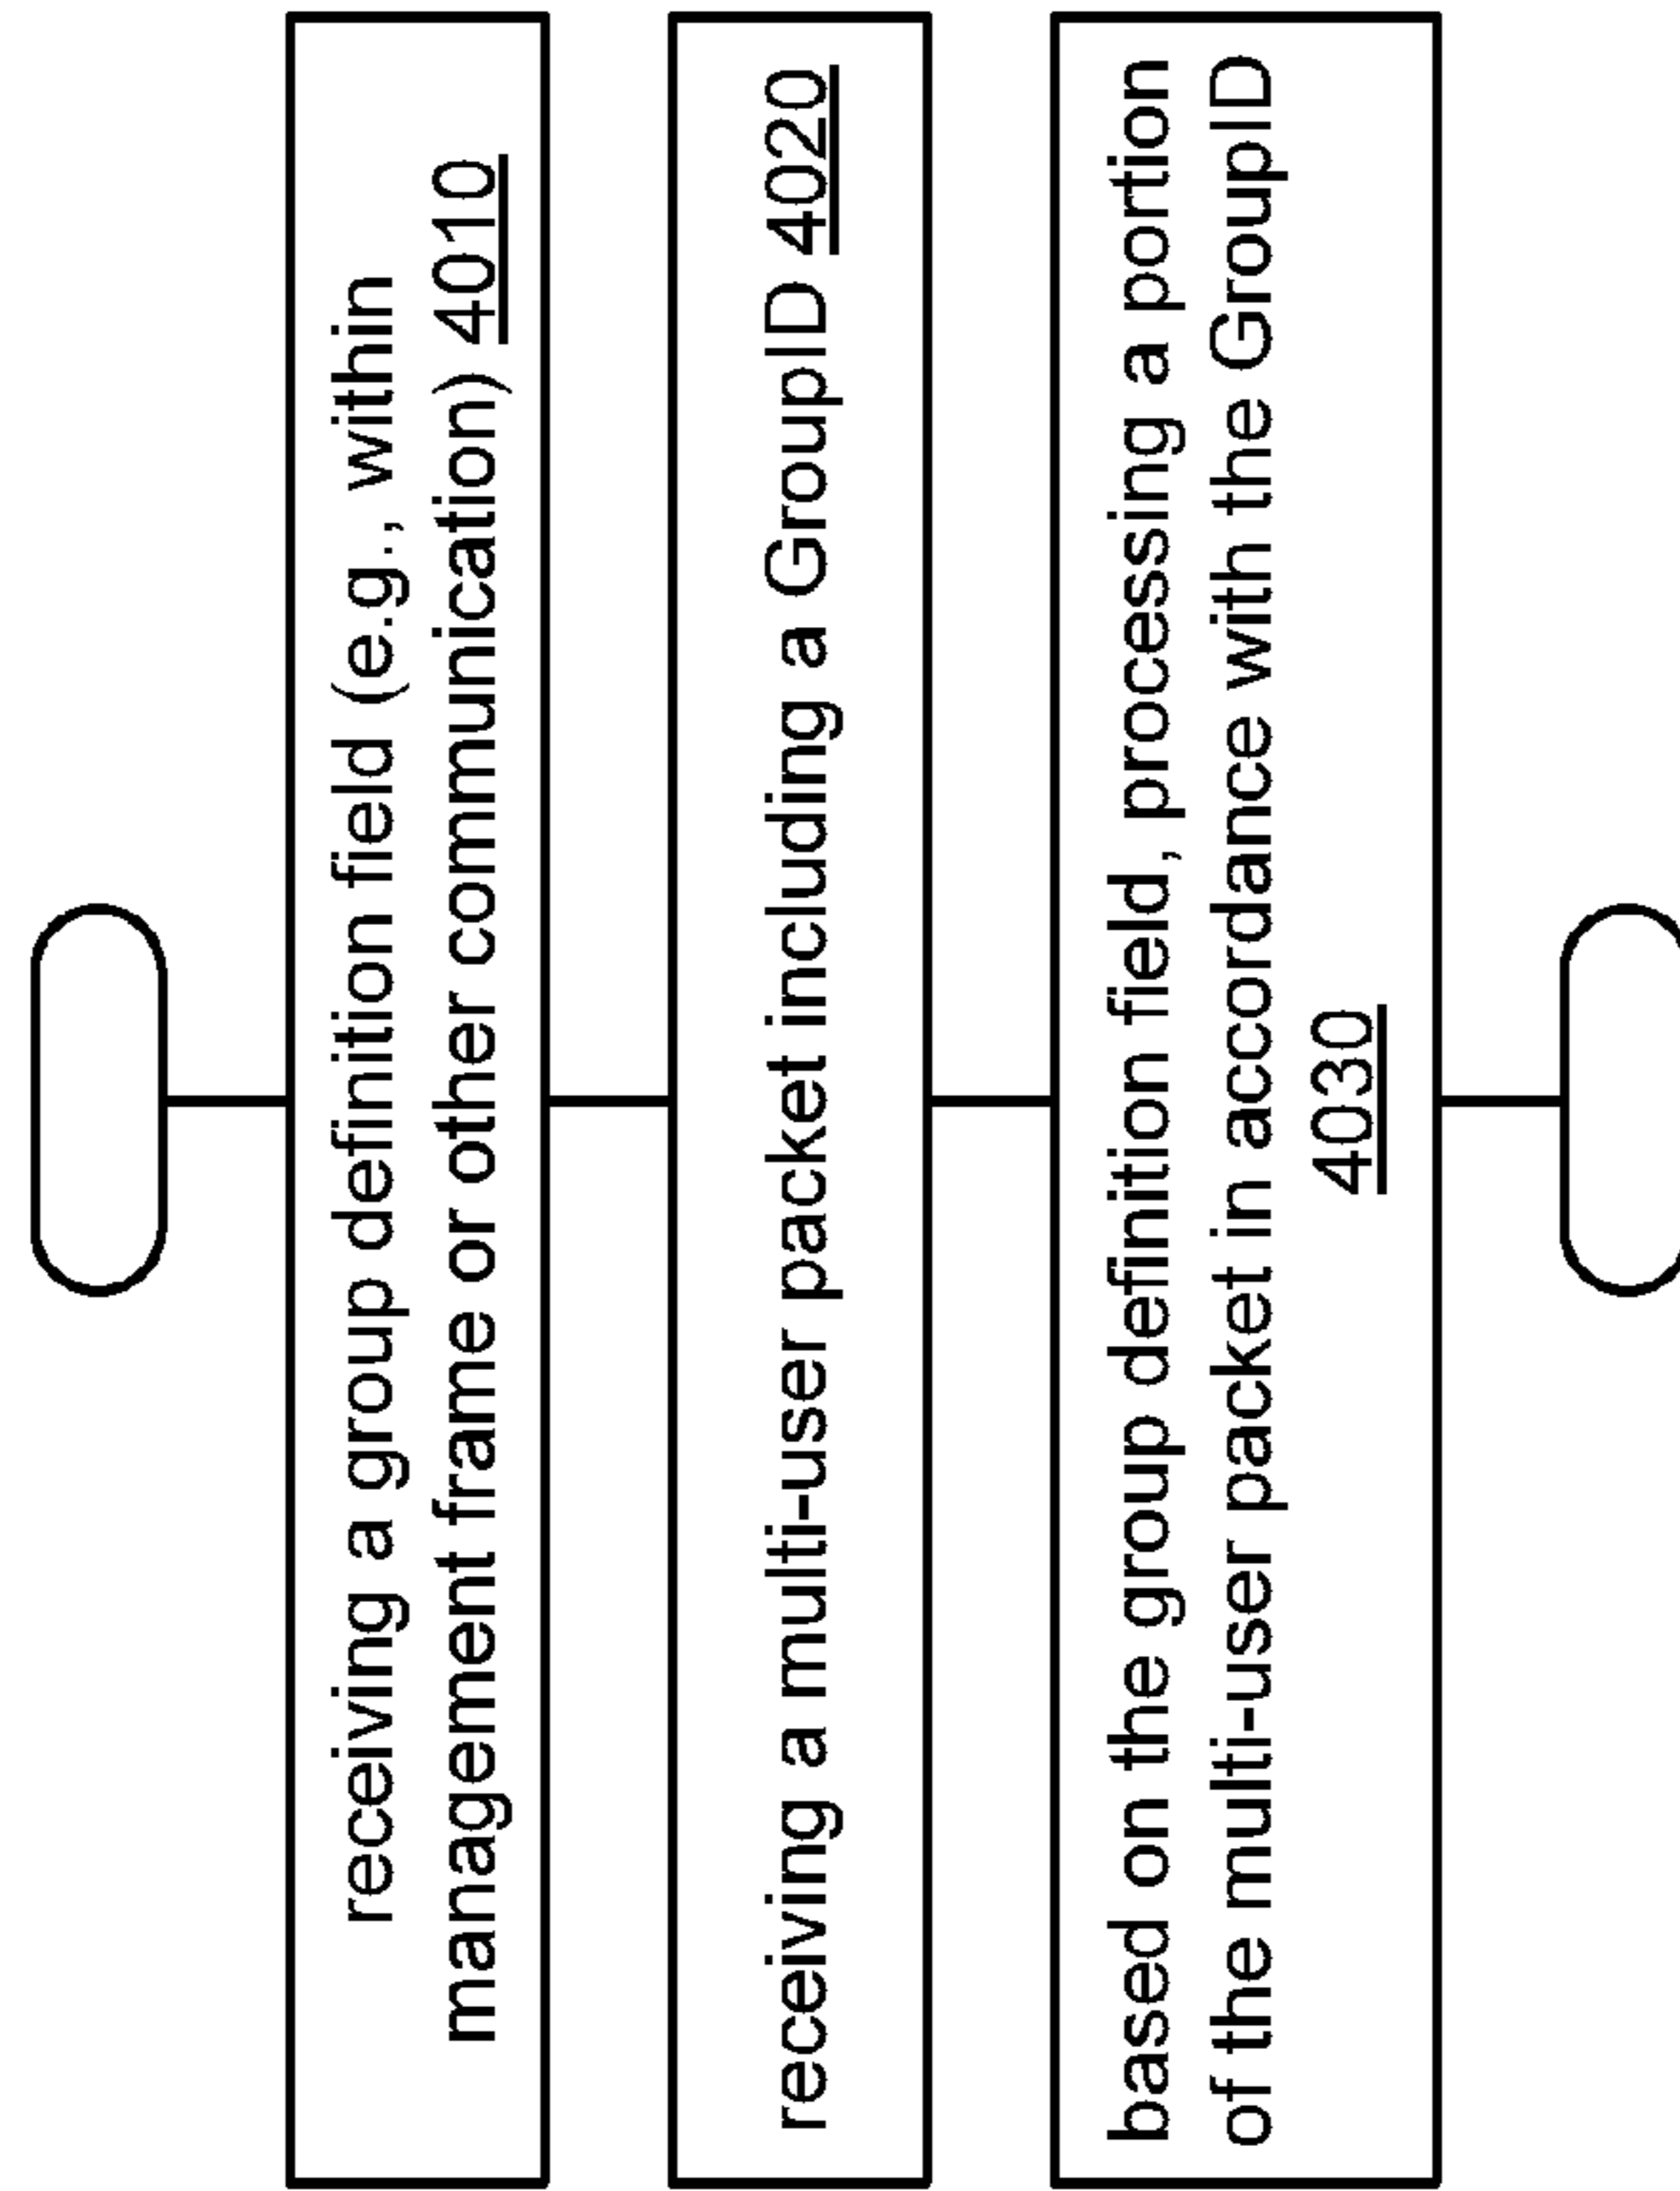 receiving a group definition field (e.g., within
management frame or other communication) 4010
receiving a multi-user packet including a GroupID 4020
based on the group definition field, processing a portion
of the multi-user packet in accordance with the GroupID
4030